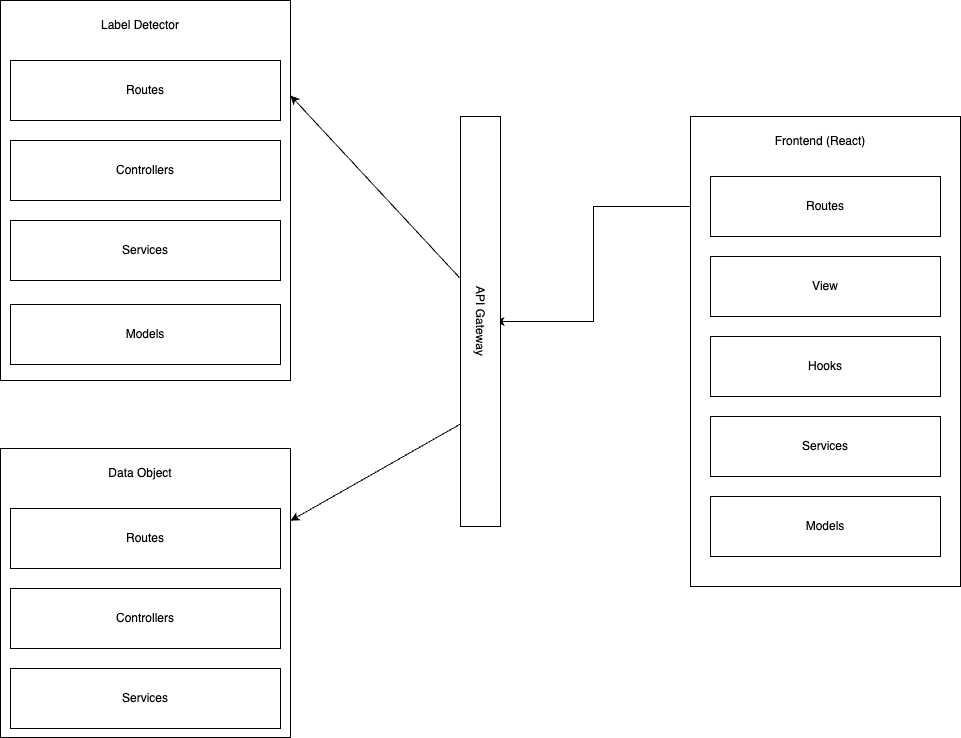 Label Detector
Routes
Controllers
Services
Models
Data Object
Routes
Controllers
Services
API Gateway
Frontend (React)
Routes
View
Hooks
Services
Models